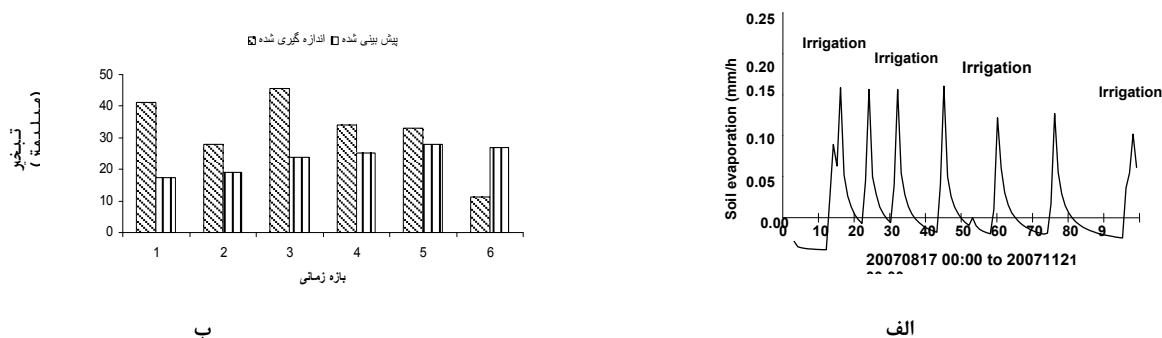 پیش بینی شده اندازه گیری شده
تبخیر
50
40
30
20
10
0
1 2 3 4 5 6
بازه زمانی
ب
0.25
0.20
0.15
0.10
0.05
0.00
Soil evaporation (mm/h)
Irrigation
Irrigation
Irrigation
Irrigation
0 10 20 30 40 50 60 70 80 9
20070817 00:00 to 20071121
الف